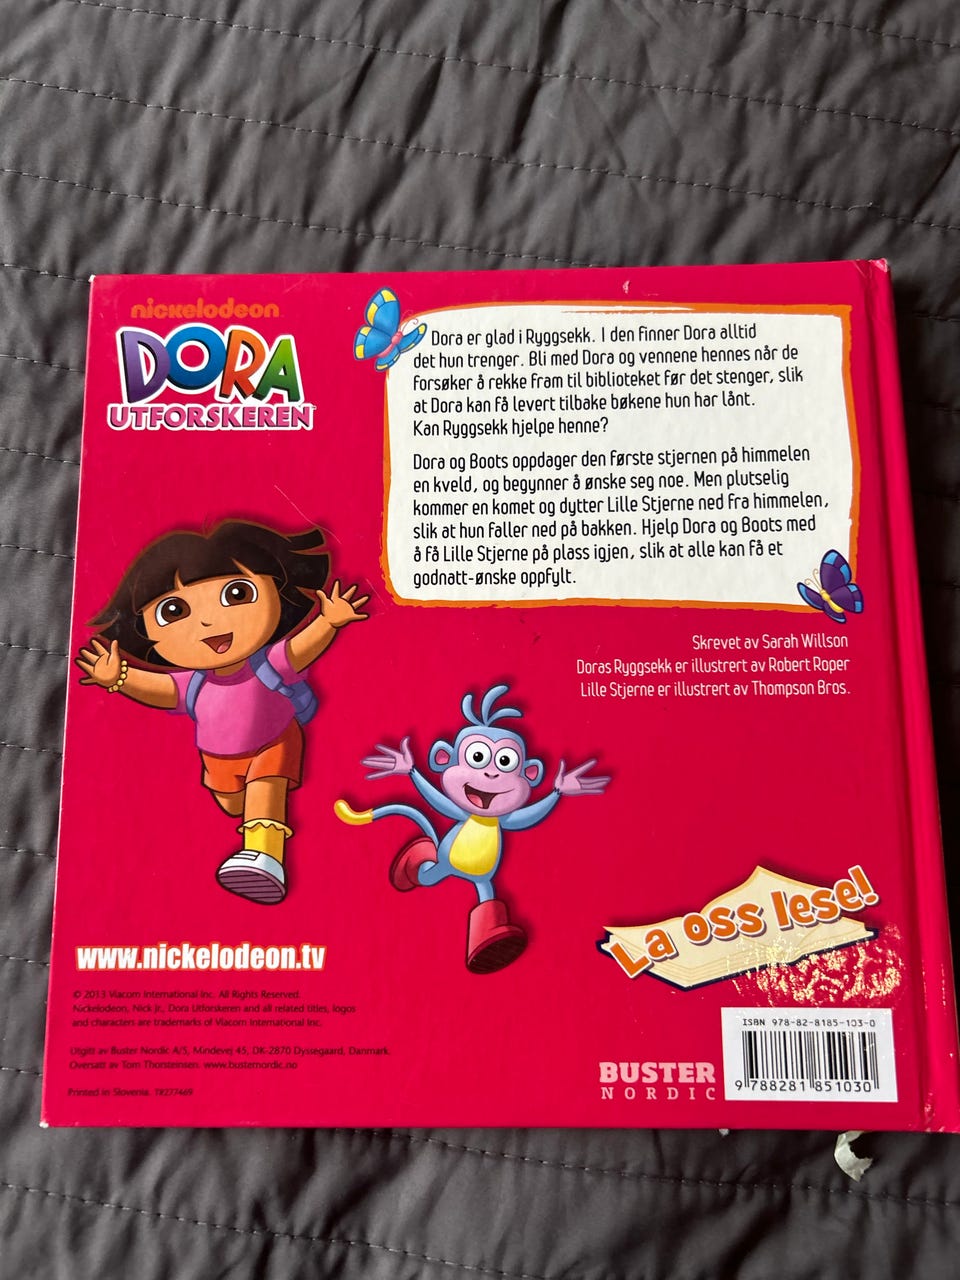 nickelodeon
DORA
UTFORSKEREN™
Dora er glad i Ryggsekk. I den finner Dora alltid
det hun trenger. Bli med Dora og vennene hennes når de
forsøker å rekke fram til biblioteket før det stenger, slik
at Dora kan få levert tilbake bøkene hun har lånt.
Kan Ryggsekk hjelpe henne?
Dora og Boots oppdager den første stjernen på himmelen
en kveld, og begynner å ønske seg noe. Men plutselig
kommer en komet og dytter Lille Stjerne ned fra himmelen,
slik at hun faller ned på bakken. Hjelp Dora og Boots med
å få Lille Stjerne på plass igjen, slik at alle kan få et
godnatt-ønske oppfylt.
Skrevet av Sarah Willson
Doras Ryggsekk er illustrert av Robert Roper
Lille Stjerne er illustrert av Thompson Bros.
La oss lese!
www.nickelodeon.tv
© 2013 Viacom International Inc. All Rights Reserved.
Nickelodeon, Nick Jr., Dora Utforskeren and all related titles, logos
and characters are trademarks of Viacom International Inc.
Utgitt av Buster Nordic A/S, Mindevej 45, DK-2870 Dyssegaard, Danmark.
Oversatt av Tom Thorsteinsen. www.busternordic.no
Printed in Slovenia. TR277469
BUSTER
NORDIC
ISBN 978-82-8185-103-0
9 788281 851030